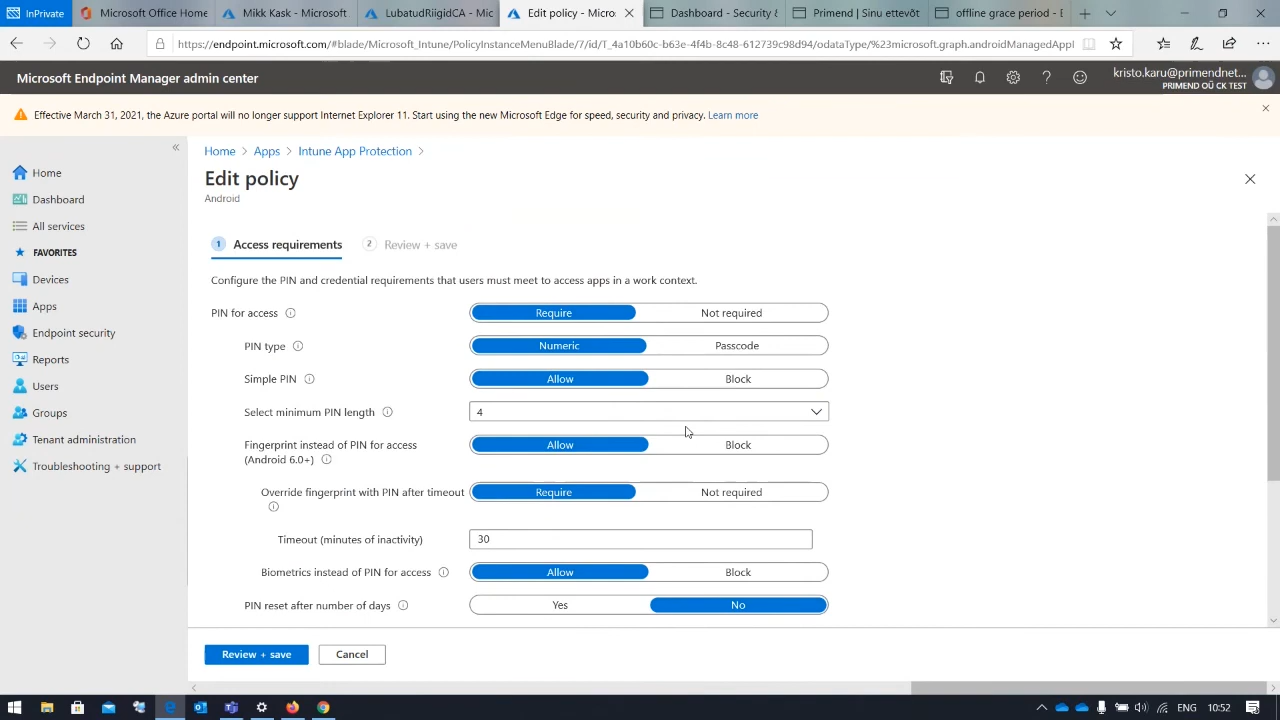 InPrivate
Microsoft Office Home
Mikk Kask - Microsoft
LubatudRiigidCA - Mic
Edit policy - Micros
Dashboard - Security &
Primend | Sinu ettevõt
offline grace period - D
https://endpoint.microsoft.com/#blade/Microsoft_Intune/PolicyInstanceMenuBlade/7/id/T_4a10b60c-b63e-4f4b-8c48-612739c98d94/odataType/%23microsoft.graph.androidManagedAppl
Microsoft Endpoint Manager admin center
kristo.karu@primendnet...
PRIMEND OÜ CK TEST
Effective March 31, 2021, the Azure portal will no longer support Internet Explorer 11. Start using the new Microsoft Edge for speed, security and privacy. Learn more
Home
Dashboard
All services
FAVORITES
Devices
Apps
Endpoint security
Reports
Users
Groups
Tenant administration
Troubleshooting + support
Home > Apps > Intune App Protection >
Edit policy
Android
1 Access requirements
2 Review + save
Configure the PIN and credential requirements that users must meet to access apps in a work context.
PIN for access Require Not required
PIN type Numeric Passcode
Simple PIN Allow Block
Select minimum PIN length 4
Fingerprint instead of PIN for access Allow Block
(Android 6.0+)
Override fingerprint with PIN after timeout Require Not required
Timeout (minutes of inactivity) 30
Biometrics instead of PIN for access Allow Block
PIN reset after number of days Yes No
Review + save Cancel
ENG 10:52